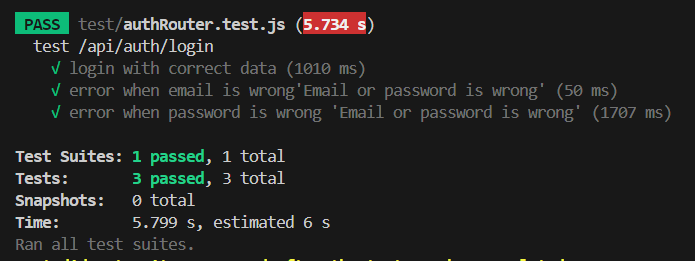 PASS test/authRouter.test.js (5.734 s)
test /api/auth/login
√ login with correct data (1010 ms)
√ error when email is wrong'Email or password is wrong' (50 ms)
√ error when password is wrong 'Email or password is wrong' (1707 ms)
Test Suites: 1 passed, 1 total
Tests: 3 passed, 3 total
Snapshots: 0 total
Time: 5.799 s, estimated 6 s
Ran all test suites.